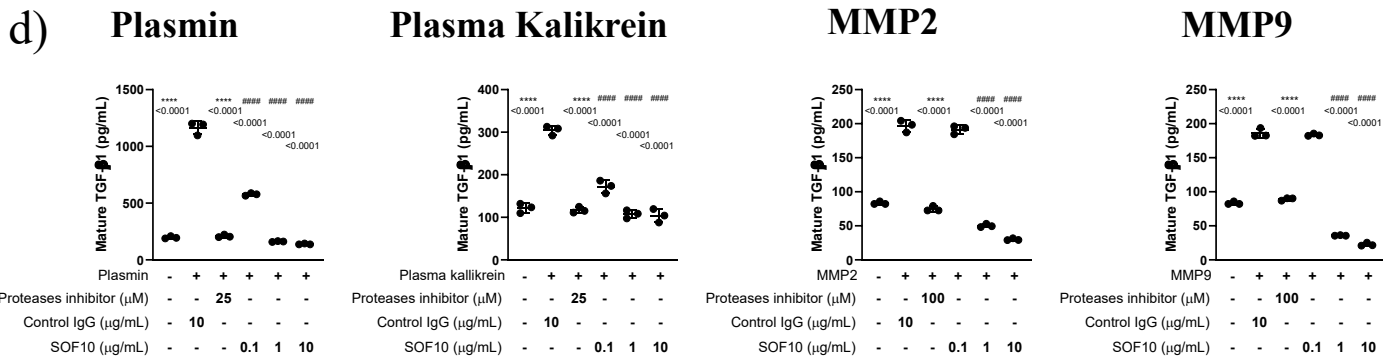 d) Plasmin Plasma Kalikrein MMP2 MMP9
Mature TGF-β1 (pg/mL)
1500
1000
500
0
**** **** #### #### ####
<0.0001 <0.0001 <0.0001 <0.0001 <0.0001
Plasmin - + + + + +
Proteases inhibitor (μM) - - 25 - - -
Control IgG (μg/mL) - 10 - - - -
SOF10 (μg/mL) - - - 0.1 1 10
Mature TGF-β1 (pg/mL)
400
300
200
100
0
**** **** #### #### ####
<0.0001 <0.0001 <0.0001 <0.0001 <0.0001
Plasma kallikrein - + + + + +
Proteases inhibitor (μM) - - 25 - - -
Control IgG (μg/mL) - 10 - - - -
SOF10 (μg/mL) - - - 0.1 1 10
Mature TGF-β1 (pg/mL)
250
200
150
100
50
0
**** **** #### ####
<0.0001 <0.0001 <0.0001 <0.0001
MMP2 - + + + + +
Proteases inhibitor (μM) - - 100 - - -
Control IgG (μg/mL) - 10 - - - -
SOF10 (μg/mL) - - - 0.1 1 10
Mature TGF-β1 (pg/mL)
250
200
150
100
50
0
**** **** #### ####
<0.0001 <0.0001 <0.0001 <0.0001
MMP9 - + + + + +
Proteases inhibitor (μM) - - 100 - - -
Control IgG (μg/mL) - 10 - - - -
SOF10 (μg/mL) - - - 0.1 1 10